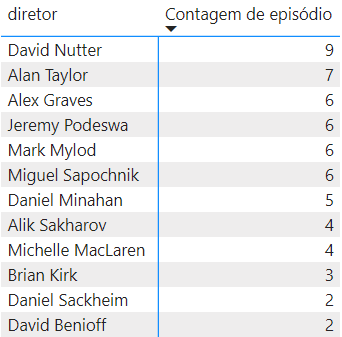 diretor Contagem de episódio
David Nutter 9
Alan Taylor 7
Alex Graves 6
Jeremy Podeswa 6
Mark Mylod 6
Miguel Sapochnik 6
Daniel Minahan 5
Alik Sakharov 4
Michelle MacLaren 4
Brian Kirk 3
Daniel Sackheim 2
David Benioff 2